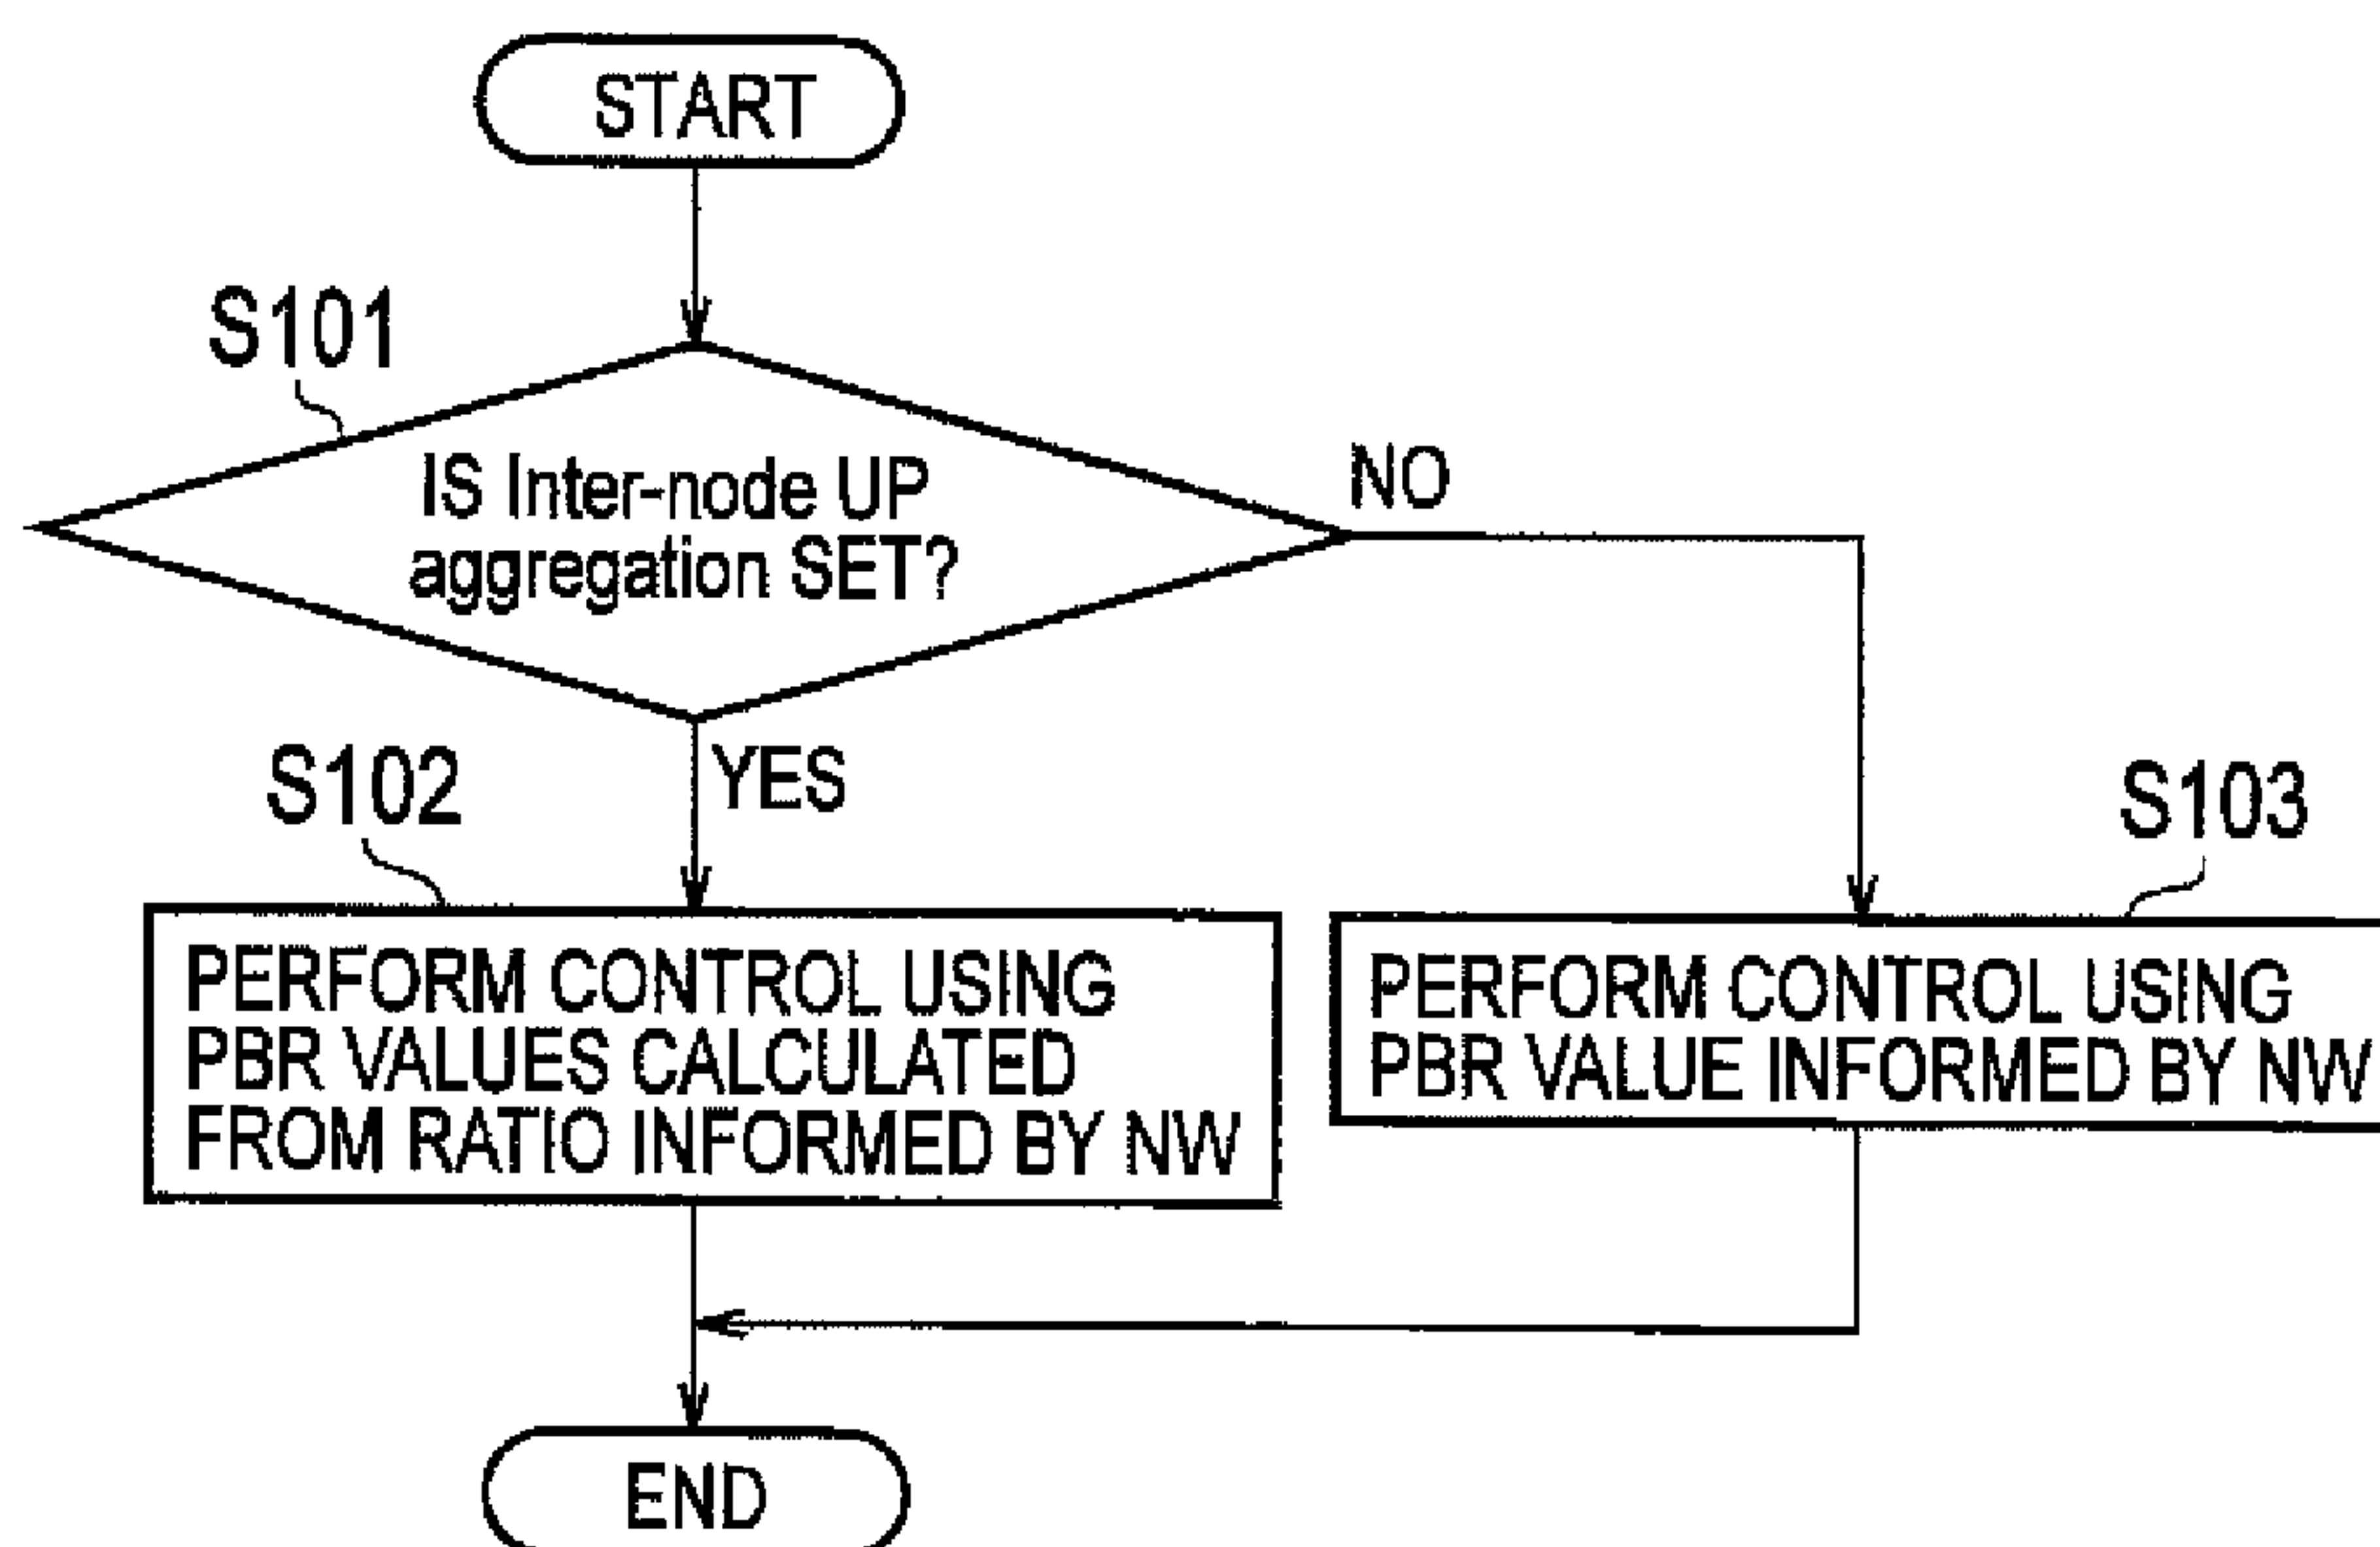 START
S101
IS Inter-node UP
aggregation SET?
NO
YES
S102
S103
PERFORM CONTROL USING
PBR VALUES CALCULATED
FROM RATIO INFORMED BY NW
PERFORM CONTROL USING
PBR VALUE INFORMED BY NW
END